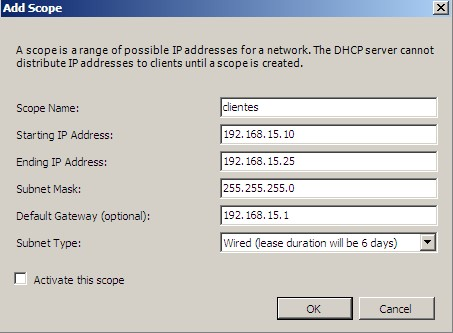 Add Scope
A scope is a range of possible IP addresses for a network. The DHCP server cannot
distribute IP addresses to clients until a scope is created.
Scope Name: clientes
Starting IP Address: 192.168.15.10
Ending IP Address: 192.168.15.25
Subnet Mask: 255.255.255.0
Default Gateway (optional): 192.168.15.1
Subnet Type: Wired (lease duration will be 6 days)
Activate this scope
OK Cancel